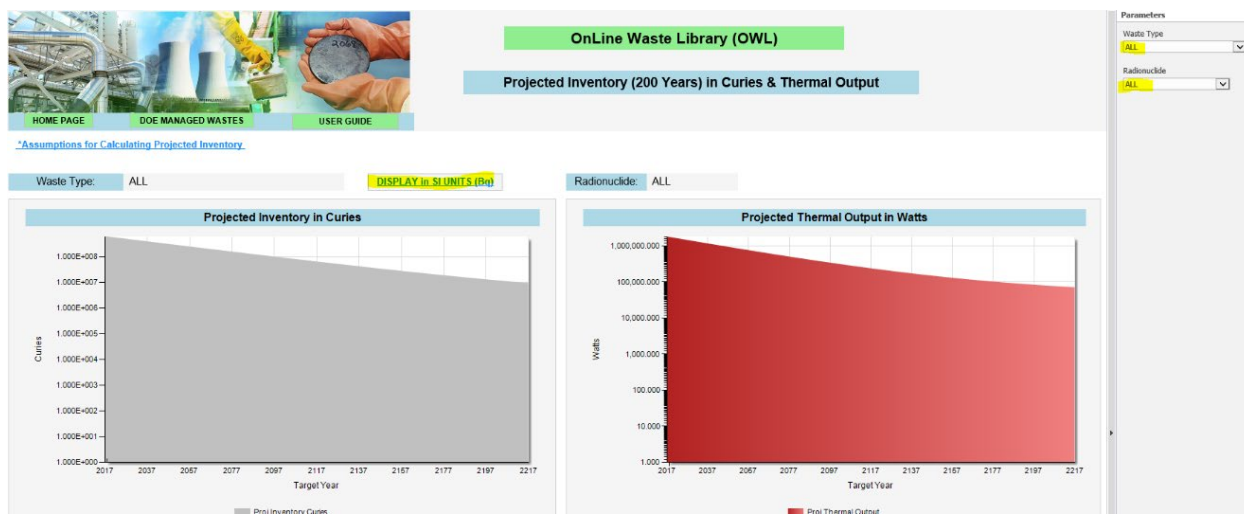 Parameters
OnLine Waste Library (OWL)
Waste Type
ALL
Projected Inventory (200 Years) in Curies & Thermal Output
Radionuclide
ALL
2068
HOME PAGE DOE MANAGED WASTES USER GUIDE
*Assumptions for Calculating Projected Inventory
Waste Type: ALL DISPLAY in SI UNITS (Bq) Radionuclide: ALL
Projected Inventory in Curies
1.000E+008
1.000E+007
1.000E+006
1.000E+005
1.000E+004
1.000E+003
1.000E+002
1.000E+001
1.000E+000
Curies
2017 2037 2057 2077 2097 2117 2137 2157 2177 2197 2217
Target Year
Proj Inventory Curies
Projected Thermal Output in Watts
1,000,000.000
100,000.000
10,000.000
1,000.000
100.000
10.000
1.000
Watts
2017 2037 2057 2077 2097 2117 2137 2157 2177 2197 2217
Target Year
Proj Thermal Output